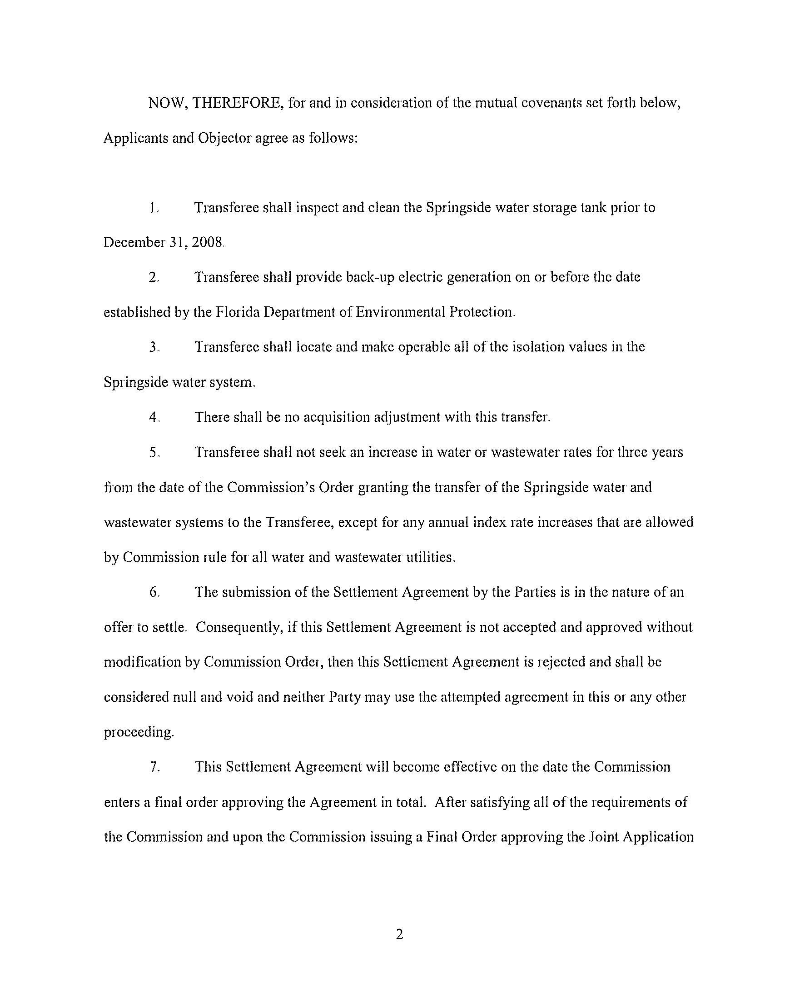 NOW, THEREFORE, for and in consideration of the mutual covenants set forth below,
Applicants and Objector agree as follows:
1. Transferee shall inspect and clean the Springside water storage tank prior to
December 31, 2008.
2. Transferee shall provide back-up electric generation on or before the date
established by the Florida Department of Environmental Protection.
3. Transferee shall locate and make operable all of the isolation values in the
Springside water system.
4. There shall be no acquisition adjustment with this transfer.
5. Transferee shall not seek an increase in water or wastewater rates for three years
from the date of the Commission's Order granting the transfer of the Springside water and
wastewater systems to the Transferee, except for any annual index rate increases that are allowed
by Commission rule for all water and wastewater utilities.
6. The submission of the Settlement Agreement by the Parties is in the nature of an
offer to settle. Consequently, if this Settlement Agreement is not accepted and approved without
modification by Commission Order, then this Settlement Agreement is rejected and shall be
considered null and void and neither Party may use the attempted agreement in this or any other
proceeding.
7. This Settlement Agreement will become effective on the date the Commission
enters a final order approving the Agreement in total. After satisfying all of the requirements of
the Commission and upon the Commission issuing a Final Order approving the Joint Application
2